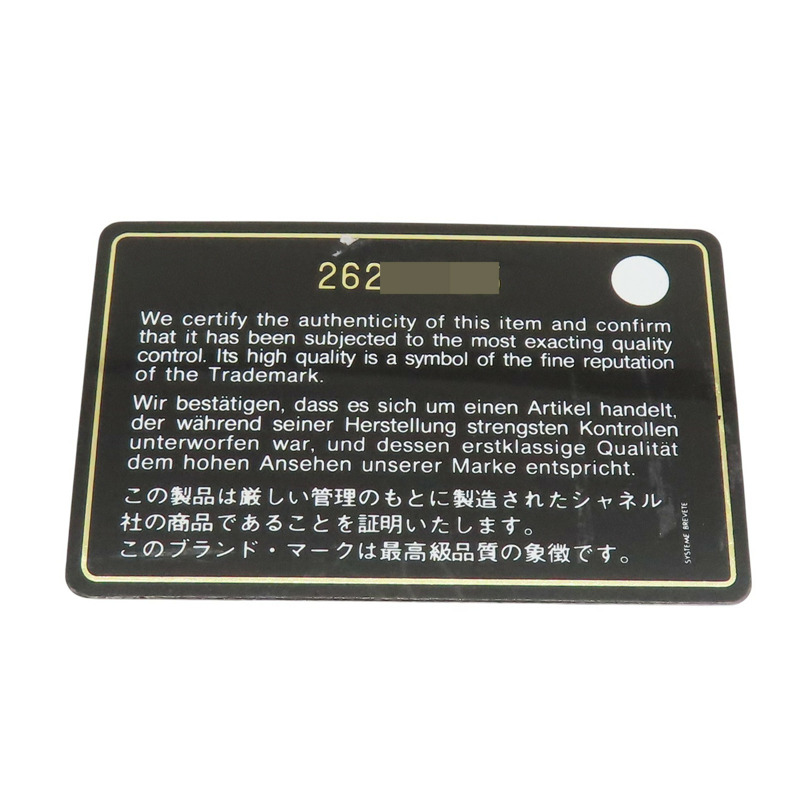 262
We certify the authenticity of this item and confirm
that it has been subjected to the most exacting quality
control. Its high quality is a symbol of the fine reputation
of the Trademark.
Wir bestätigen, dass es sich um einen Artikel handelt,
der während seiner Herstellung strengsten Kontrollen
unterworfen war, und dessen erstklassige Qualität
dem hohen Ansehen unserer Marke entspricht.
この製品は厳しい管理のもとに製造されたシャネル
社の商品であることを証明いたします。
このブランド・マークは最高級品質の象徴です。
SYSTEME BREVETE